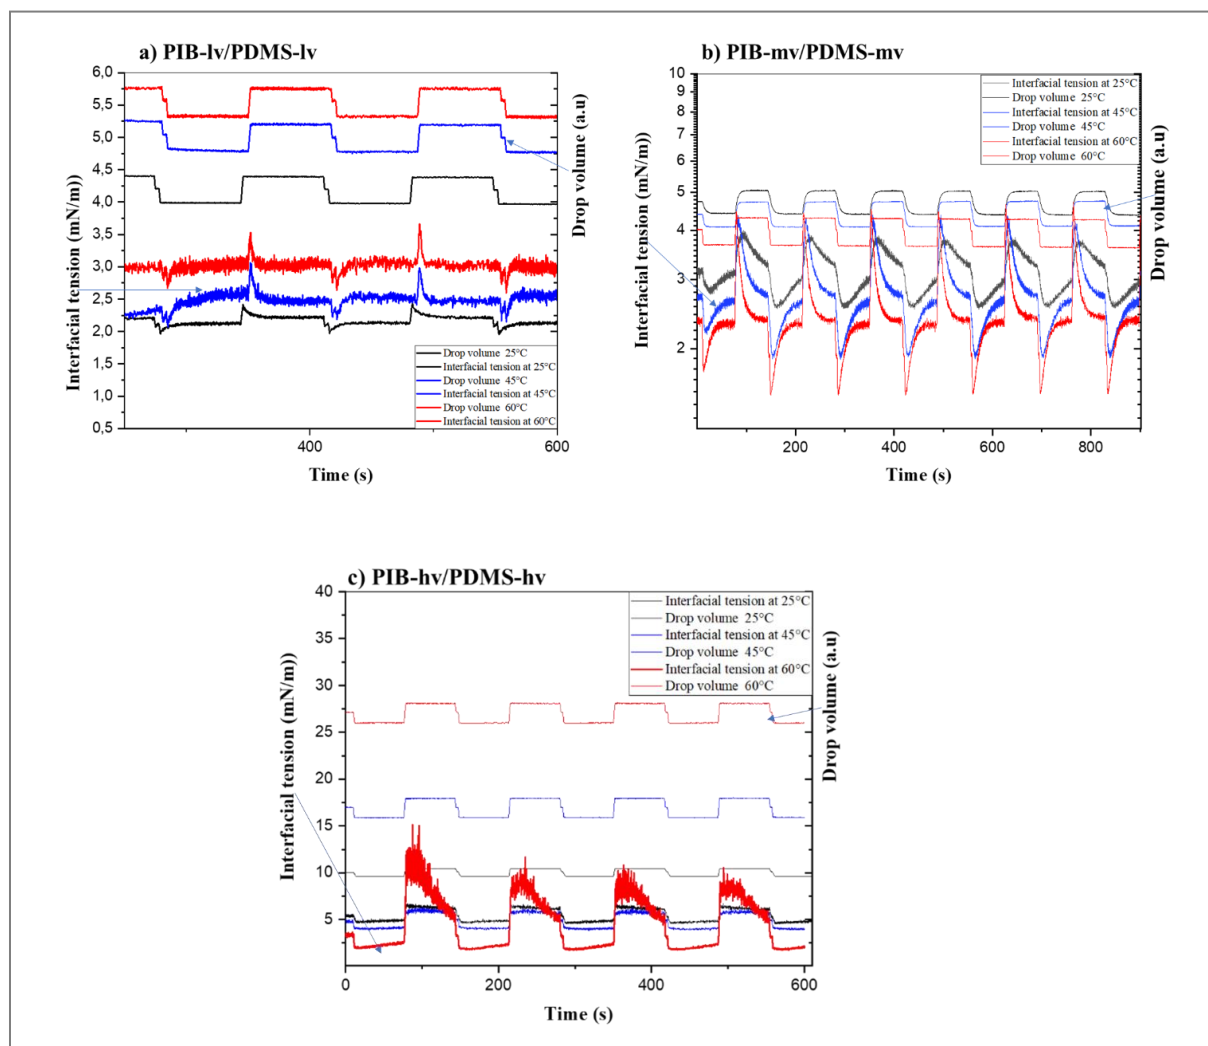 a) PIB-lv/PDMS-lv
6,0
5,5
5,0
4,5
4,0
3,5
3,0
2,5
2,0
1,5
1,0
0,5
400
600
Time (s)
Interfacial tension (mN/m))
Drop volume (a.u)
Drop volume 25°C
Interfacial tension at 25°C
Drop volume 45°C
Interfacial tension at 45°C
Drop volume 60°C
Interfacial tension at 60°C
b) PIB-mv/PDMS-mv
10
9
8
7
6
5
4
3
2
200
400
600
800
Time (s)
Interfacial tension (mN/m)
Drop volume (a.u)
Interfacial tension at 25°C
Drop volume 25°C
Interfacial tension at 45°C
Drop volume 45°C
Interfacial tension at 60°C
Drop volume 60°C
c) PIB-hv/PDMS-hv
40
35
30
25
20
15
10
5
0
200
400
600
Time (s)
Interfacial tension (mN/m))
Drop volume (a.u)
Interfacial tension at 25°C
Drop volume 25°C
Interfacial tension at 45°C
Drop volume 45°C
Interfacial tension at 60°C
Drop volume 60°C